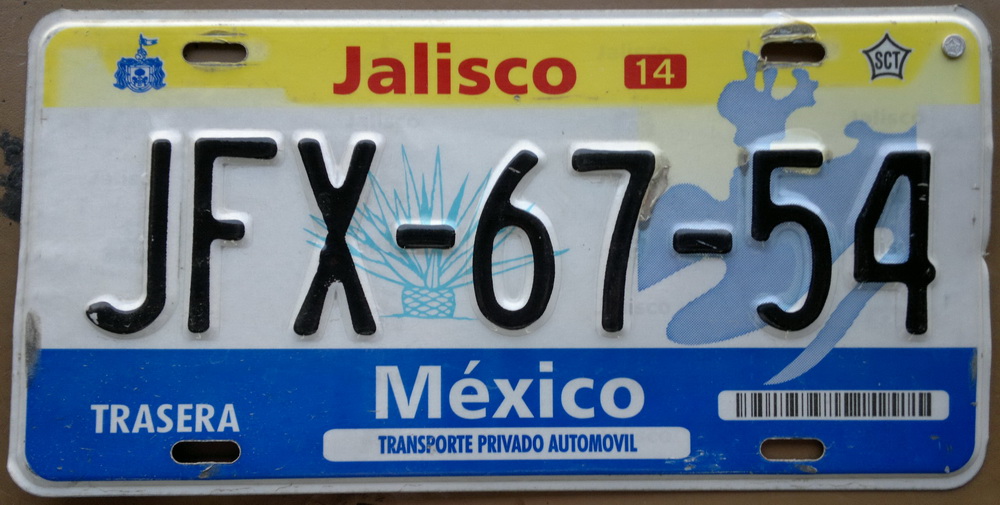 Jalisco 14 SCT
JFX-67-54
México
TRASERA
TRANSPORTE PRIVADO AUTOMOVIL